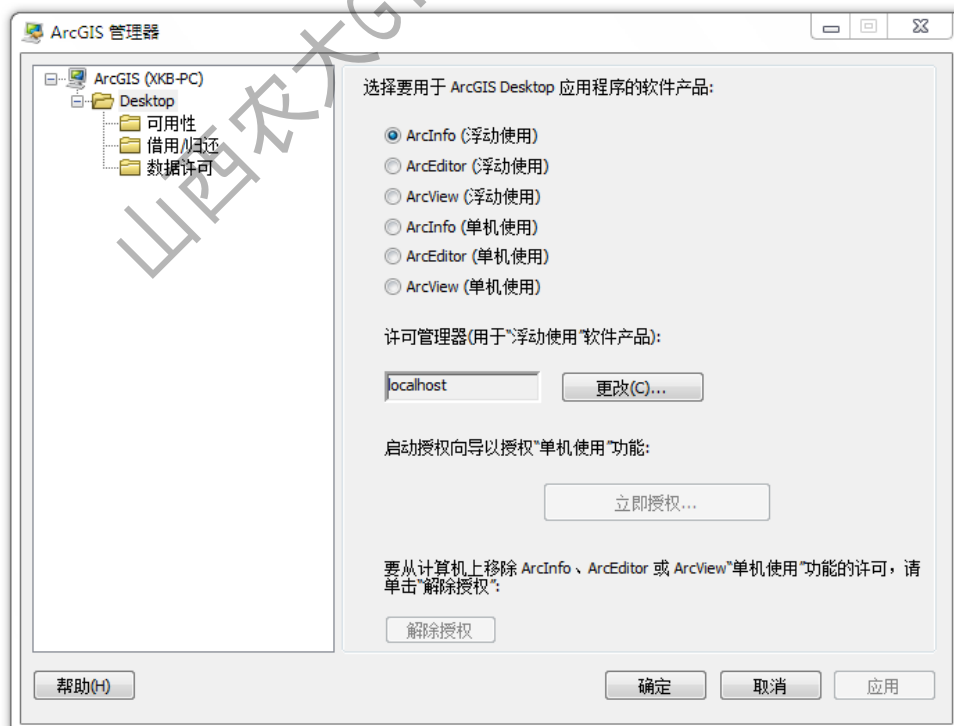 ArcGIS 管理器
ArcGIS (XKB-PC)
Desktop
可用性
借用/归还
数据许可
选择要用于 ArcGIS Desktop 应用程序的软件产品:
ArcInfo (浮动使用)
ArcEditor (浮动使用)
ArcView (浮动使用)
ArcInfo (单机使用)
ArcEditor (单机使用)
ArcView (单机使用)
许可管理器(用于"浮动使用"软件产品):
localhost
更改(C)...
启动授权向导以授权"单机使用"功能:
立即授权...
要从计算机上移除 ArcInfo、ArcEditor 或 ArcView"单机使用"功能的许可，请
单击"解除授权":
解除授权
帮助(H)
确定
取消
应用
山西农大G